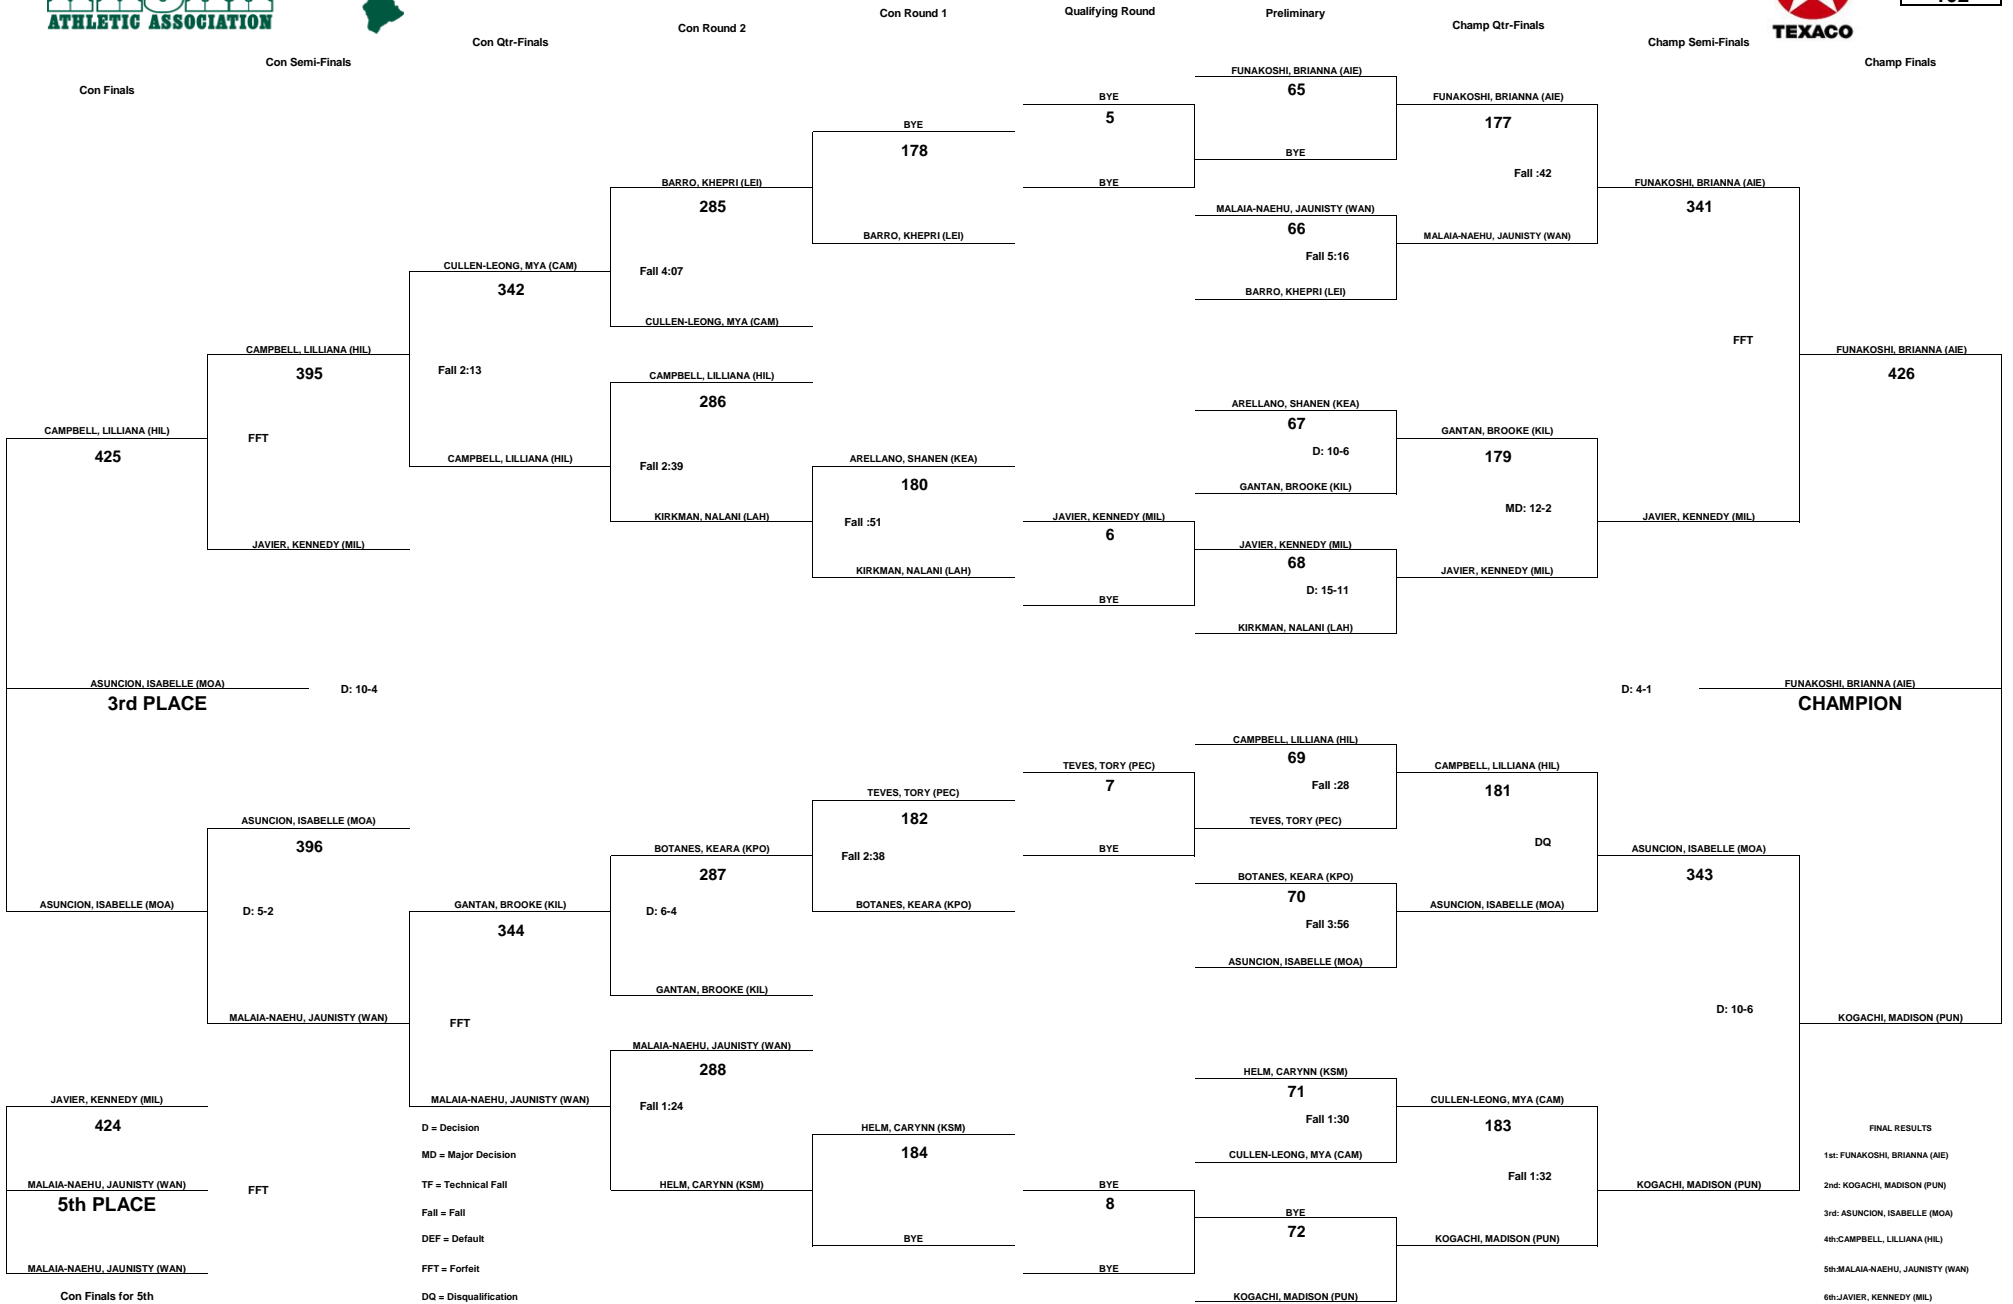 ATHLETIC ASSOCIATION
TEXACO
Con Finals
Con Semi-Finals
Con Qtr-Finals
Con Round 2
Con Round 1
Qualifying Round
Preliminary
Champ Qtr-Finals
Champ Semi-Finals
Champ Finals
CAMPBELL, LILLIANA (HIL)
425
ASUNCION, ISABELLE (MOA)
3rd PLACE
D: 10-4
ASUNCION, ISABELLE (MOA)
JAVIER, KENNEDY (MIL)
424
MALAIA-NAEHU, JAUNISTY (WAN)
5th PLACE
FFT
MALAIA-NAEHU, JAUNISTY (WAN)
Con Finals for 5th
CAMPBELL, LILLIANA (HIL)
395
FFT
JAVIER, KENNEDY (MIL)
ASUNCION, ISABELLE (MOA)
396
D: 5-2
MALAIA-NAEHU, JAUNISTY (WAN)
CULLEN-LEONG, MYA (CAM)
342
Fall 2:13
CAMPBELL, LILLIANA (HIL)
GANTAN, BROOKE (KIL)
344
FFT
MALAIA-NAEHU, JAUNISTY (WAN)
D = Decision
MD = Major Decision
TF = Technical Fall
Fall = Fall
DEF = Default
FFT = Forfeit
DQ = Disqualification
BARRO, KHEPRI (LEI)
285
Fall 4:07
CULLEN-LEONG, MYA (CAM)
CAMPBELL, LILLIANA (HIL)
286
Fall 2:39
KIRKMAN, NALANI (LAH)
BOTANES, KEARA (KPO)
287
D: 6-4
GANTAN, BROOKE (KIL)
MALAIA-NAEHU, JAUNISTY (WAN)
288
Fall 1:24
HELM, CARYNN (KSM)
BYE
178
BARRO, KHEPRI (LEI)
ARELLANO, SHANEN (KEA)
180
Fall :51
KIRKMAN, NALANI (LAH)
TEVES, TORY (PEC)
182
Fall 2:38
BOTANES, KEARA (KPO)
HELM, CARYNN (KSM)
184
BYE
BYE
5
BYE
JAVIER, KENNEDY (MIL)
6
BYE
TEVES, TORY (PEC)
7
BYE
BYE
8
BYE
FUNAKOSHI, BRIANNA (AIE)
65
BYE
MALAIA-NAEHU, JAUNISTY (WAN)
66
Fall 5:16
BARRO, KHEPRI (LEI)
ARELLANO, SHANEN (KEA)
67
D: 10-6
GANTAN, BROOKE (KIL)
JAVIER, KENNEDY (MIL)
68
D: 15-11
KIRKMAN, NALANI (LAH)
CAMPBELL, LILLIANA (HIL)
69
Fall :28
TEVES, TORY (PEC)
BOTANES, KEARA (KPO)
70
Fall 3:56
ASUNCION, ISABELLE (MOA)
HELM, CARYNN (KSM)
71
Fall 1:30
CULLEN-LEONG, MYA (CAM)
BYE
72
KOGACHI, MADISON (PUN)
FUNAKOSHI, BRIANNA (AIE)
177
Fall :42
MALAIA-NAEHU, JAUNISTY (WAN)
GANTAN, BROOKE (KIL)
179
MD: 12-2
JAVIER, KENNEDY (MIL)
CAMPBELL, LILLIANA (HIL)
181
DQ
ASUNCION, ISABELLE (MOA)
CULLEN-LEONG, MYA (CAM)
183
Fall 1:32
KOGACHI, MADISON (PUN)
FUNAKOSHI, BRIANNA (AIE)
341
FFT
JAVIER, KENNEDY (MIL)
ASUNCION, ISABELLE (MOA)
343
D: 10-6
KOGACHI, MADISON (PUN)
FUNAKOSHI, BRIANNA (AIE)
426
D: 4-1
FUNAKOSHI, BRIANNA (AIE)
CHAMPION
KOGACHI, MADISON (PUN)
FINAL RESULTS
1st: FUNAKOSHI, BRIANNA (AIE)
2nd: KOGACHI, MADISON (PUN)
3rd: ASUNCION, ISABELLE (MOA)
4th:CAMPBELL, LILLIANA (HIL)
5th:MALAIA-NAEHU, JAUNISTY (WAN)
6th:JAVIER, KENNEDY (MIL)